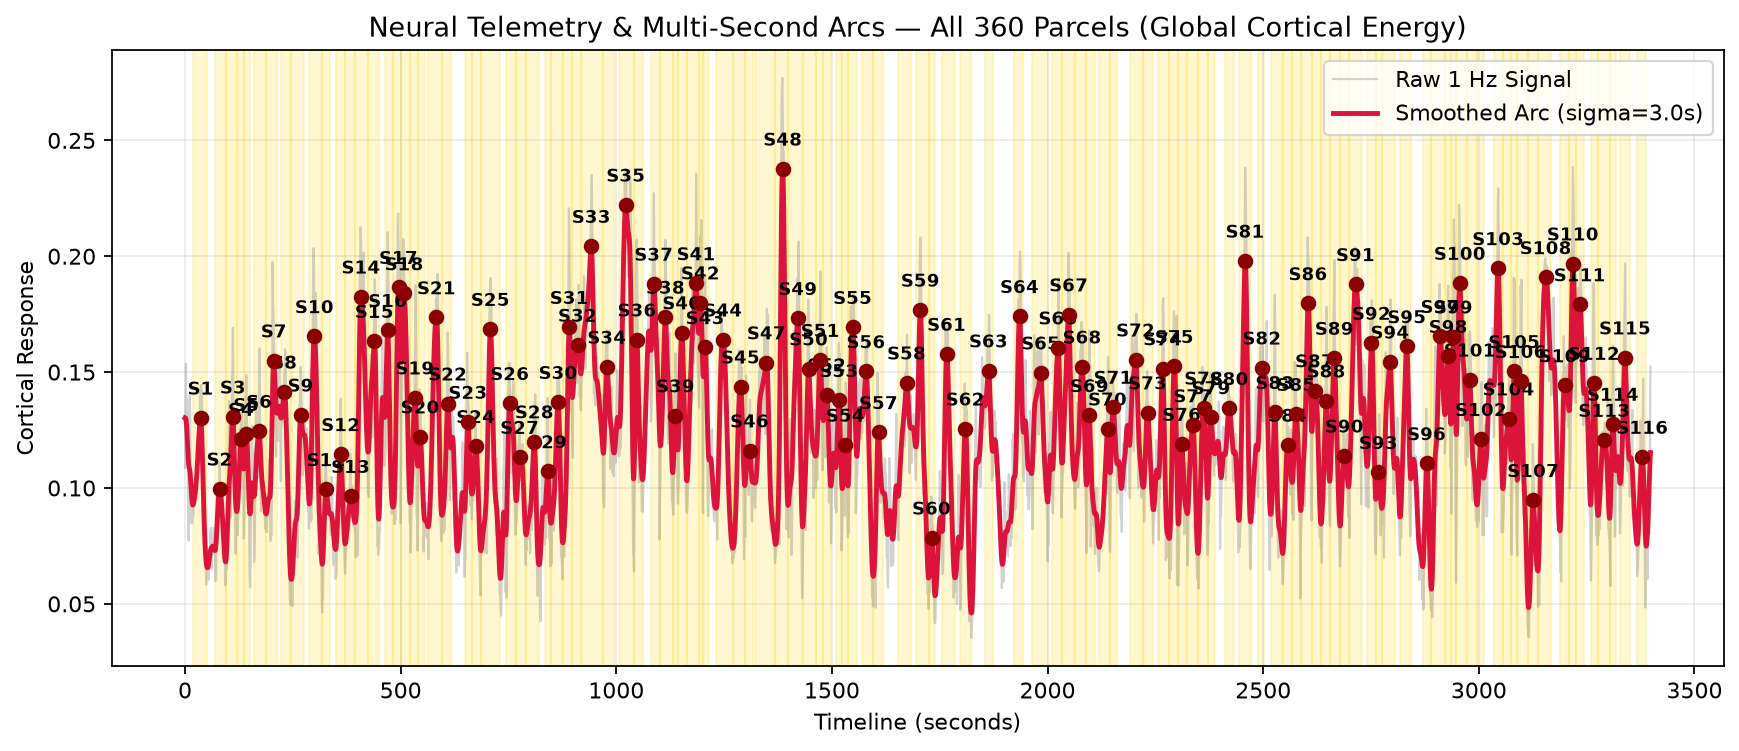 Neural Telemetry & Multi-Second Arcs — All 360 Parcels (Global Cortical Energy)
Raw 1 Hz Signal
Smoothed Arc (sigma=3.0s)
Cortical Response
0.25
0.20
0.15
0.10
0.05
S1
S2
S3
S6
S7
S9
S10
S12
S13
S14
S15
S17
S18
S19
S20
S21
S22
S23
S24
S25
S26
S27
S28
S30
S31
S32
S33
S34
S35
S36
S37
S39
S41
S42
S43
S44
S45
S46
S47
S48
S49
S50
S51
S53
S54
S55
S56
S57
S58
S59
S60
S61
S62
S63
S64
S65
S67
S68
S69
S70
S71
S72
S73
S76
S77
S79
S80
S81
S82
S85
S86
S88
S89
S90
S91
S92
S93
S94
S95
S96
S98
S99
S100
S101
S102
S103
S104
S105
S106
S107
S108
S110
S111
S112
S113
S114
S115
S116
0
500
1000
1500
2000
2500
3000
3500
Timeline (seconds)